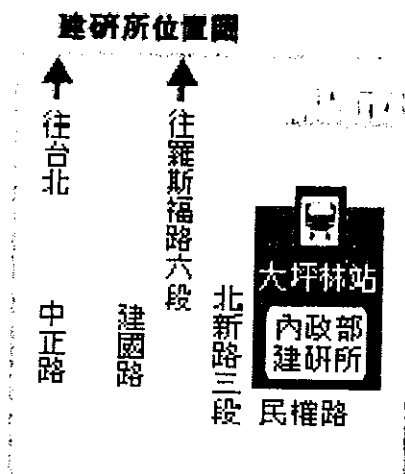 建研所位置圖
往台北
往羅斯福路六段
大坪林站
內政部
建研所
中正路
建國路
北新路三段
民權路